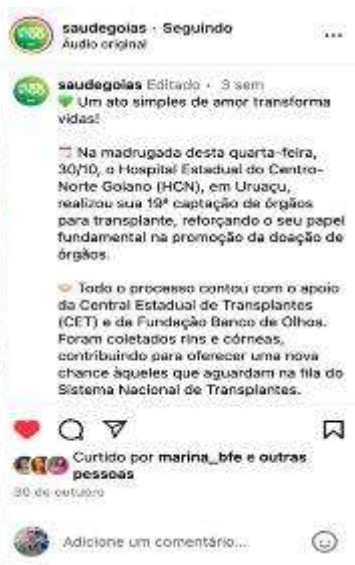 saudegoias · Seguindo
Áudio original
saudegoias Editado · 3 sem
Um ato simples de amor transforma
vidas!
Na madrugada desta quarta-feira,
30/10, o Hospital Estadual do Centro-
Norte Goiano (HCN), em Uruaçu,
realizou sua 19ª captação de órgãos
para transplante, reforçando o seu papel
fundamental na promoção da doação de
órgãos.
Todo o processo contou com o apoio
da Central Estadual de Transplantes
(CET) e da Fundação Banco de Olhos.
Foram coletados rins e córneas,
contribuindo para oferecer uma nova
chance àqueles que aguardam na fila do
Sistema Nacional de Transplantes.
Curtido por marina_bfe e outras
pessoas
30 de outubro
Adicione um comentário...